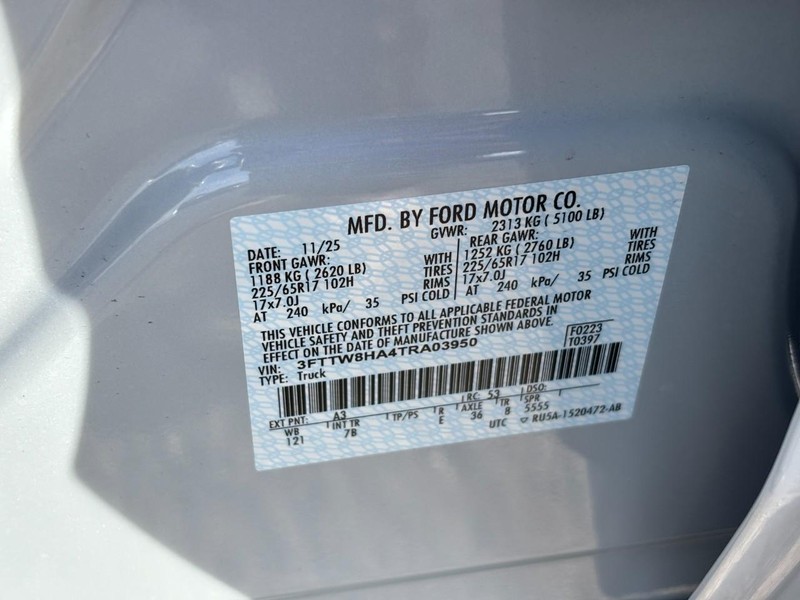 MFD. BY FORD MOTOR CO.
DATE: 11/25 GVWR: 2313 KG ( 5100 LB)
FRONT GAWR: REAR GAWR:
1188 KG ( 2620 LB) WITH 1252 KG ( 2760 LB) WITH
225/65R17 102H TIRES 225/65R17 102H TIRES
17x7.0J RIMS 17x7.0J RIMS
AT 240 kPa/ 35 PSI COLD AT 240 kPa/ 35 PSI COLD
THIS VEHICLE CONFORMS TO ALL APPLICABLE FEDERAL MOTOR
VEHICLE SAFETY AND THEFT PREVENTION STANDARDS IN
EFFECT ON THE DATE OF MANUFACTURE SHOWN ABOVE.
VIN: 3FTTW8HA4TRA03950 F0223
TYPE: Truck T0397
EXT PNT: A3 RC: 53 DSO:
WB INT TR TP/PS R AXLE TR SPR
121 7B E 36 8 5555
UTC ▽ RU5A-1520472-AB